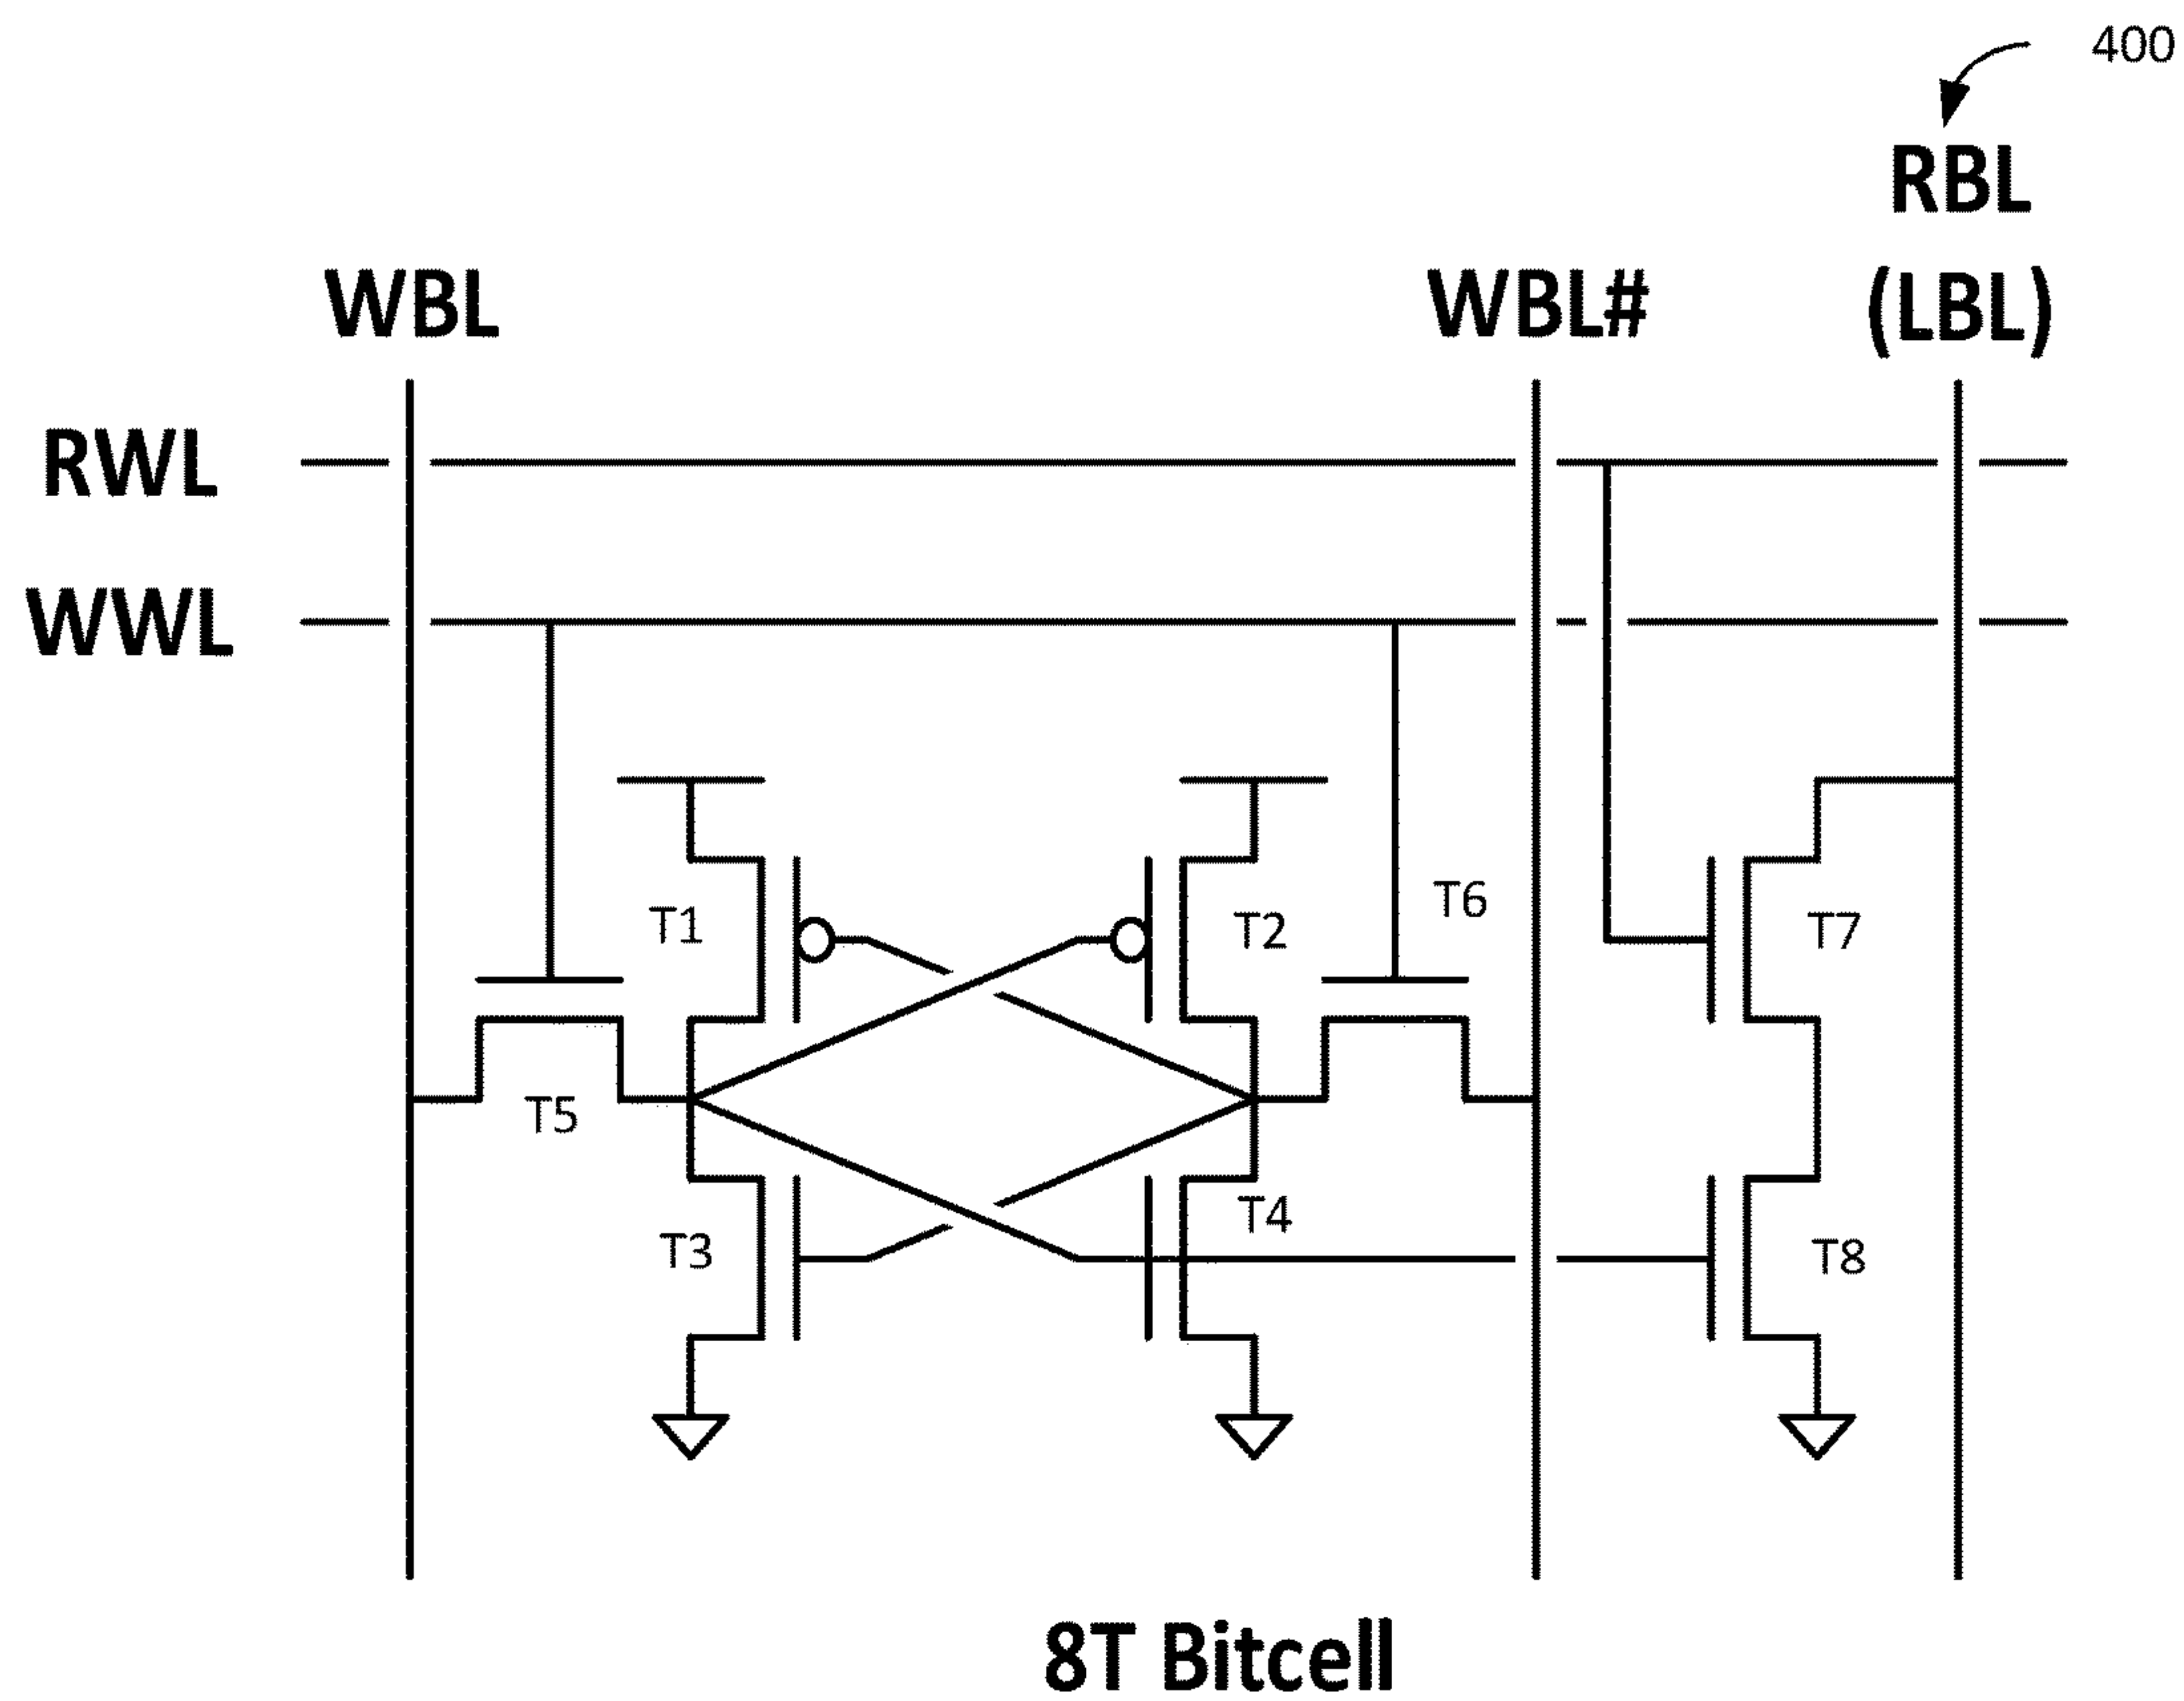 400
RBL
(LBL)
WBL
WBL#
RWL
WWL
T1
T2
T6
T7
T5
T3
T4
T8
8T Bitcell